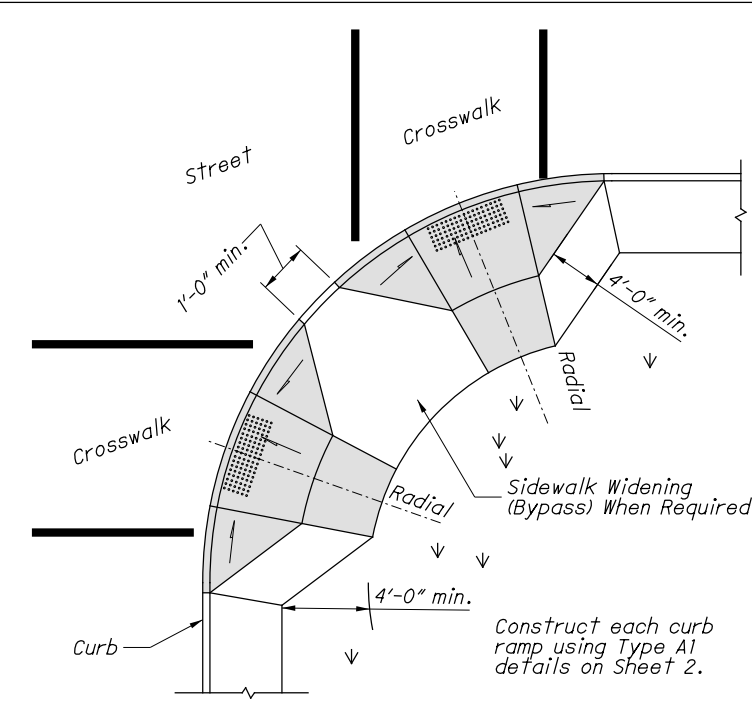 Crosswalk
Street
1'-0" min.
4'-0" min.
Radial
Crosswalk
Radial
Sidewalk Widening
(Bypass) When Required
4'-0" min.
Curb
Construct each curb
ramp using Type A1
details on Sheet 2.